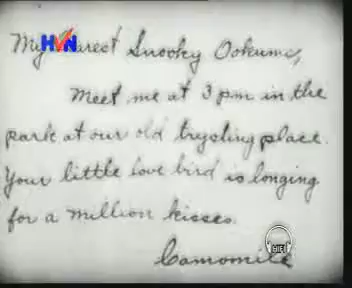 My HVN dearest Snooky Ookums,
Meet me at 3 pm in the
park at our old trysting place.
Your little love bird is longing
for a million kisses.
Camomile